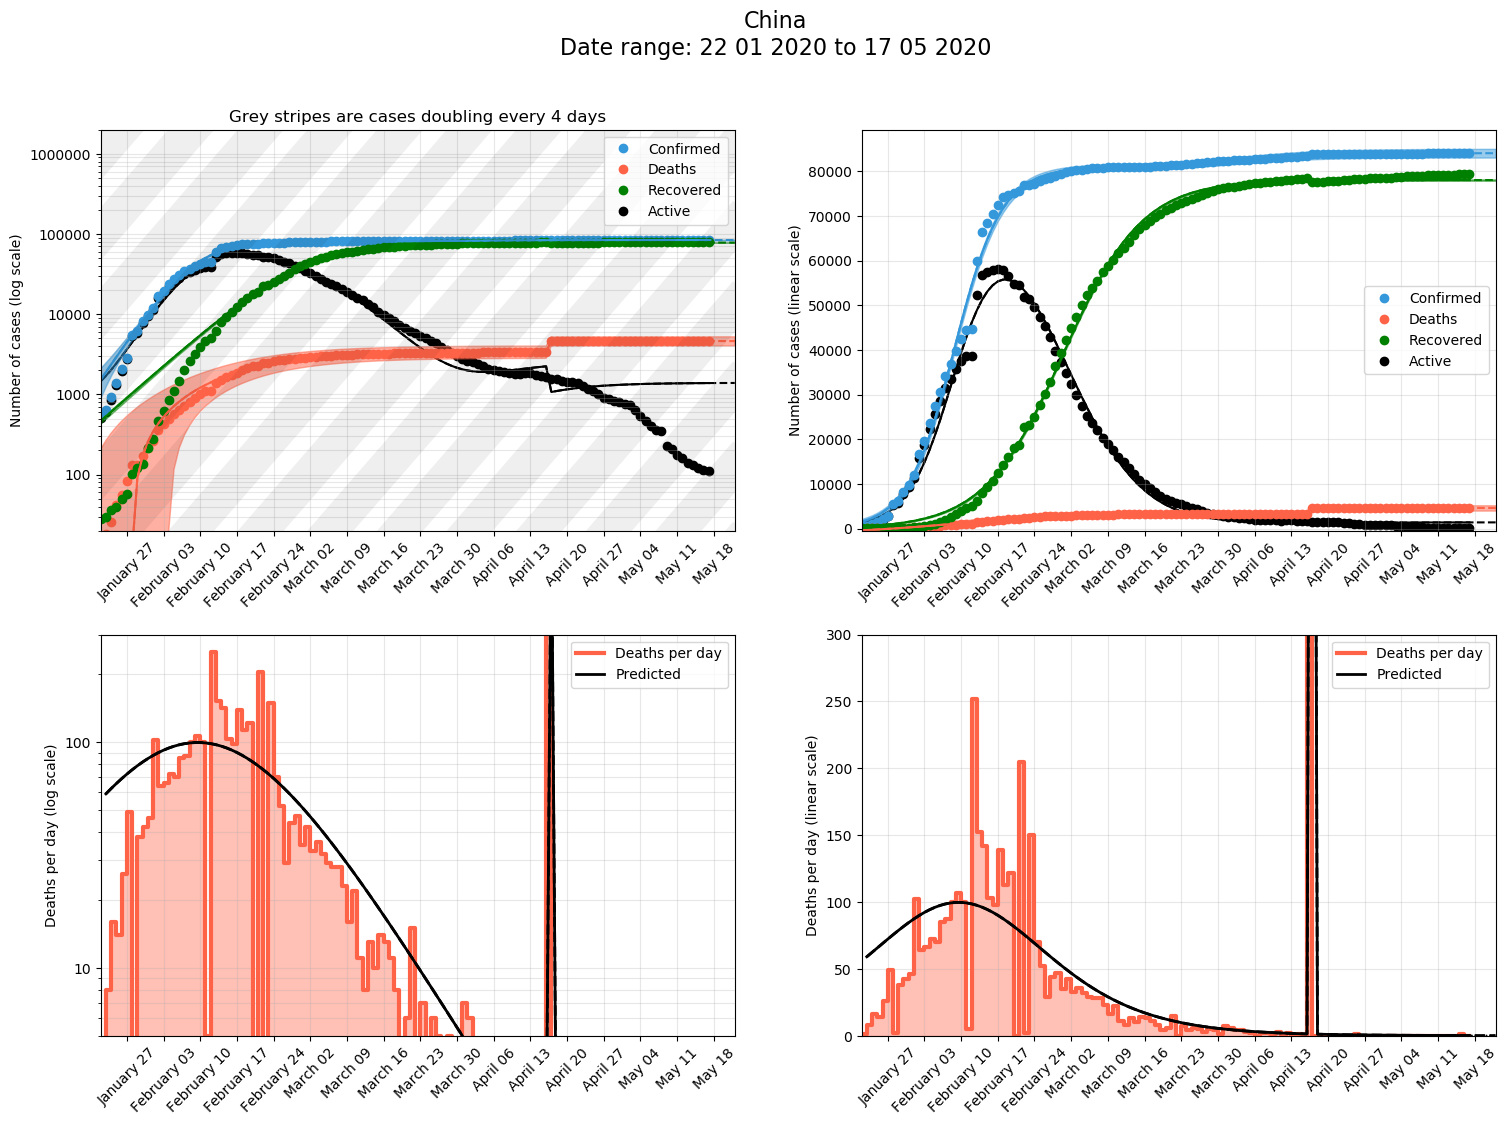 China
Date range: 22 01 2020 to 17 05 2020
Grey stripes are cases doubling every 4 days
Number of cases (log scale)
1000000
100000
10000
1000
100
Confirmed
Deaths
Recovered
Active
January 27
February 03
February 10
February 17
February 24
March 02
March 09
March 16
March 23
March 30
April 06
April 13
April 20
April 27
May 04
May 11
May 18
Number of cases (linear scale)
80000
70000
60000
50000
40000
30000
20000
10000
0
Confirmed
Deaths
Recovered
Active
January 27
February 03
February 10
February 17
February 24
March 02
March 09
March 16
March 23
March 30
April 06
April 13
April 20
April 27
May 04
May 11
May 18
Deaths per day (log scale)
100
10
Deaths per day
Predicted
January 27
February 03
February 10
February 17
February 24
March 02
March 09
March 16
March 23
March 30
April 06
April 13
April 20
April 27
May 04
May 11
May 18
Deaths per day (linear scale)
300
250
200
150
100
50
0
Deaths per day
Predicted
January 27
February 03
February 10
February 17
February 24
March 02
March 09
March 16
March 23
March 30
April 06
April 13
April 20
April 27
May 04
May 11
May 18